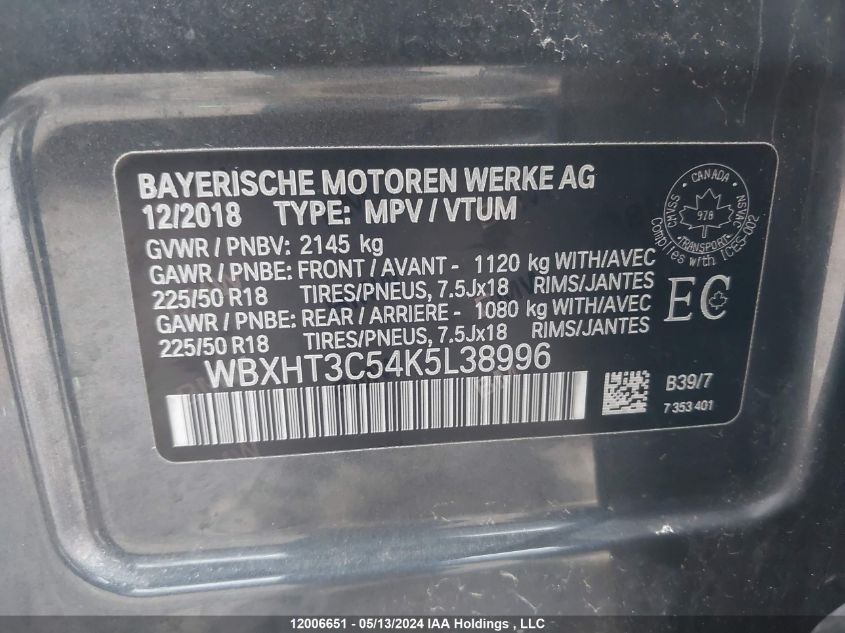 BAYERISCHE MOTOREN WERKE AG
12/2018 TYPE: MPV / VTUM
GVWR / PNBV: 2145 kg
GAWR / PNBE: FRONT / AVANT - 1120 kg WITH/AVEC
225/50 R18 TIRES/PNEUS, 7.5Jx18 RIMS/JANTES
GAWR / PNBE: REAR / ARRIERE - 1080 kg WITH/AVEC
225/50 R18 TIRES/PNEUS, 7.5Jx18 RIMS/JANTES
WBXHT3C54K5L38996
CANADA
CMVSS
NSVAC
978
TRANSPORT
Complies with ICES-002
EC
B39/7
7 353 401
12006651 - 05/13/2024 IAA Holdings , LLC